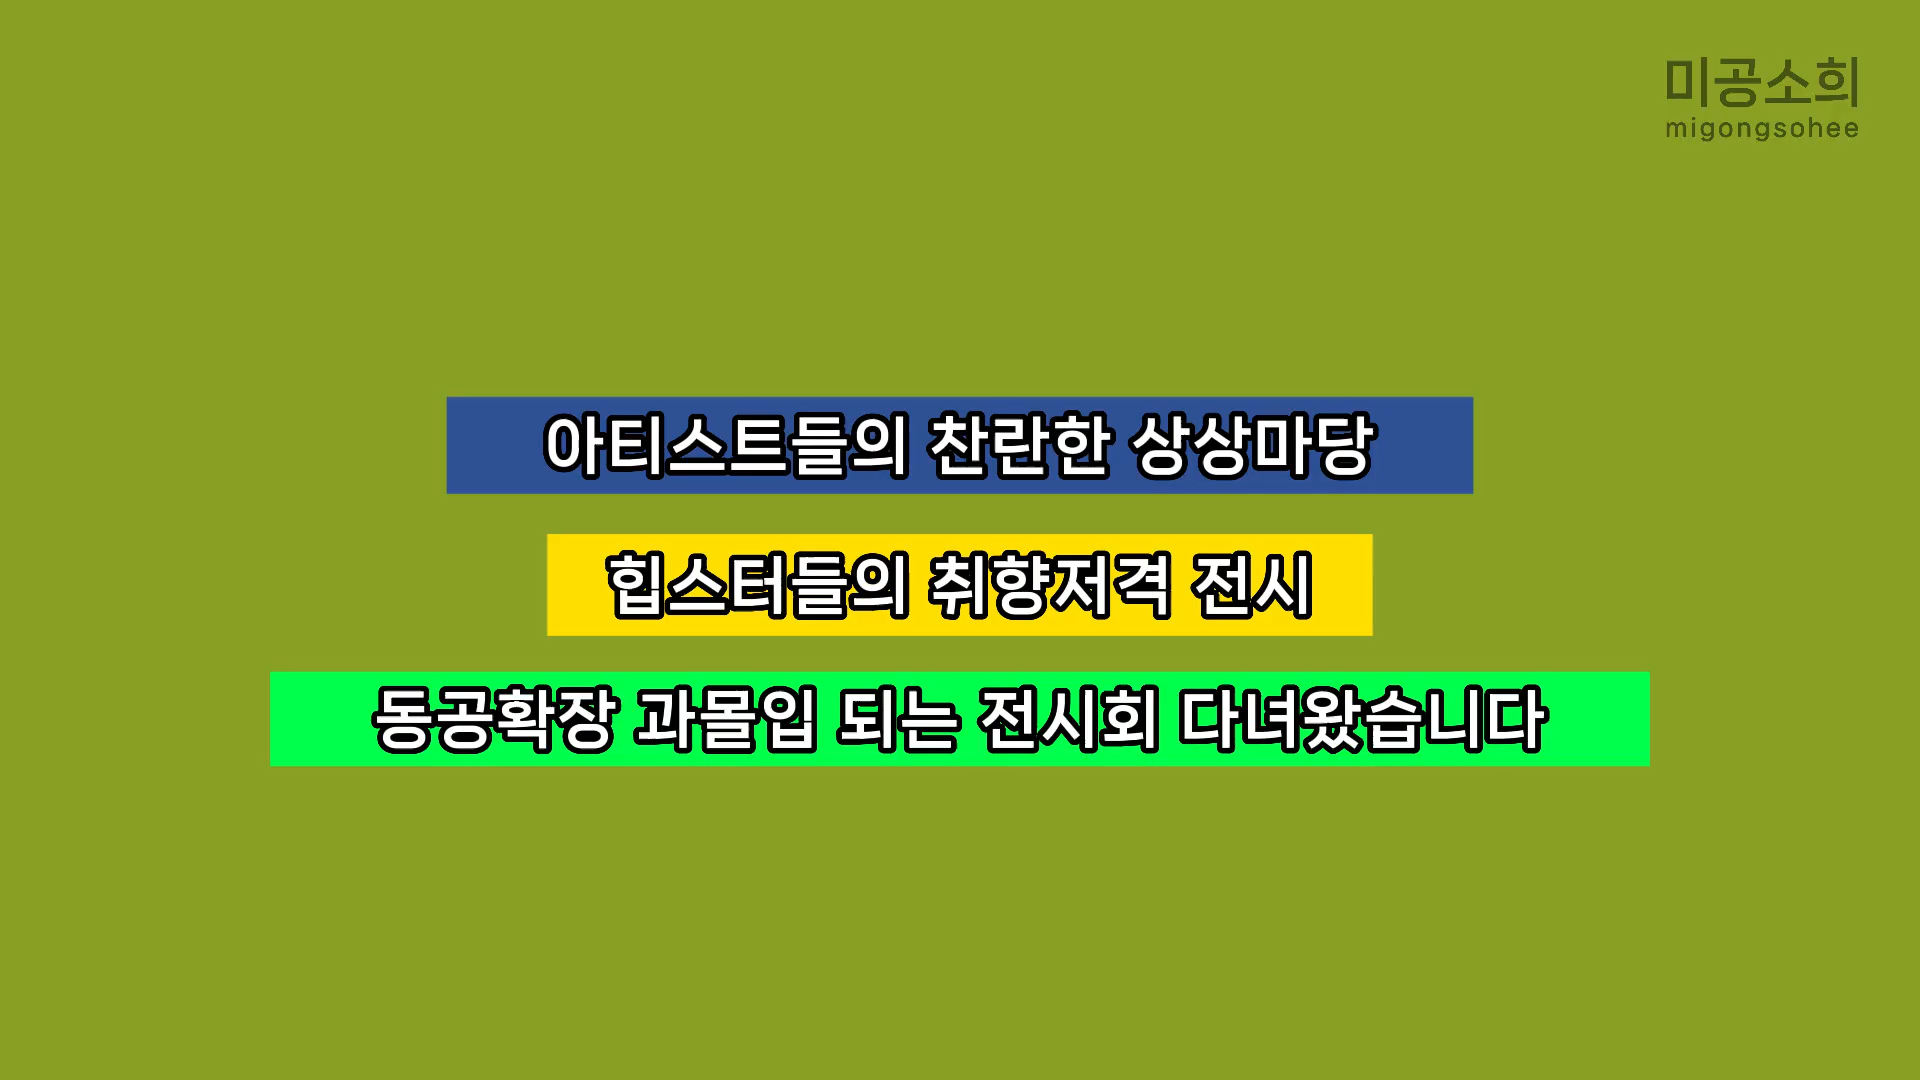 미공소희
migongsohee
아티스트들의 찬란한 상상마당
힙스터들의 취향저격 전시
동공확장 과몰입 되는 전시회 다녀왔습니다